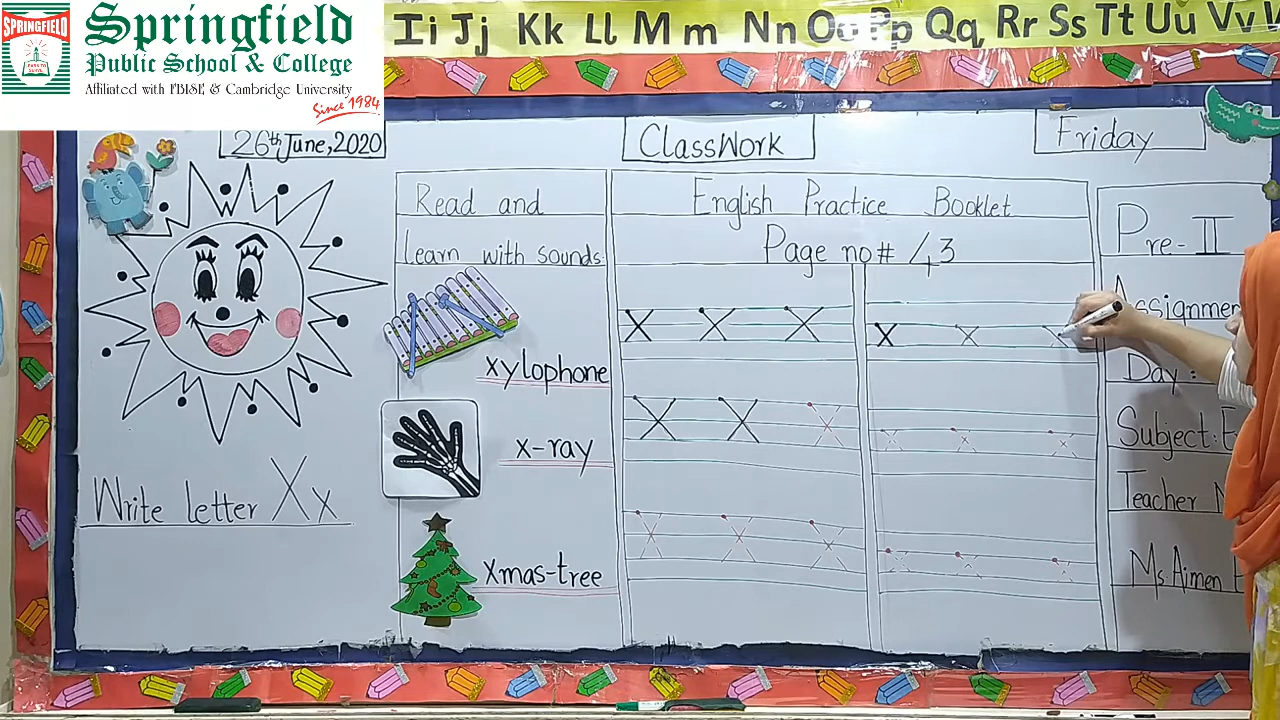 Springfield
SPRINGFIELD
Public School & College
Affiliated with FBISE & Cambridge University
Since 1984
Ii Jj Kk Ll Mm Nn Oo Pp Qq Rr Ss Tt Uu Vv
26th June, 2020
ClassWork
Friday
Read and
learn with sounds
xylophone
x-ray
Xmas-tree
Write letter Xx
English Practice Booklet
Page no# 43
X X X
x x x
X X X
x x x
X X X
x x x
Pre-II
Day :
Subject: E
Teacher N
Ms. Aimen